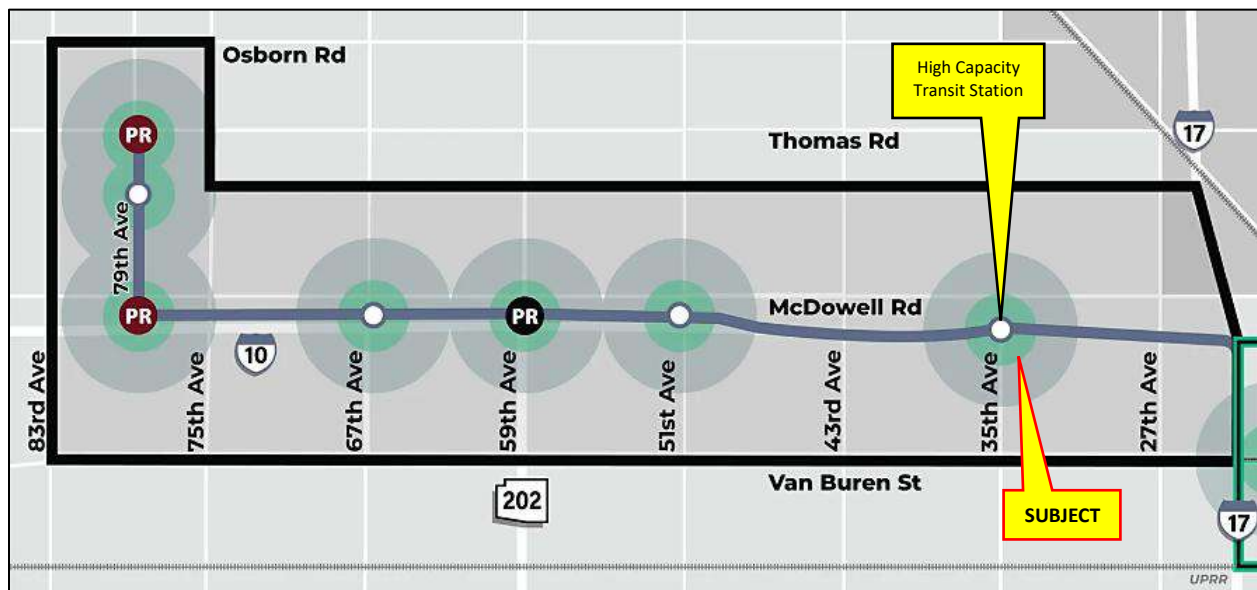 Osborn Rd
High Capacity
Transit Station
PR
17
Thomas Rd
79th Ave
PR
PR
McDowell Rd
10
83rd Ave
75th Ave
67th Ave
59th Ave
51st Ave
43rd Ave
35th Ave
27th Ave
Van Buren St
202
SUBJECT
17
UPRR